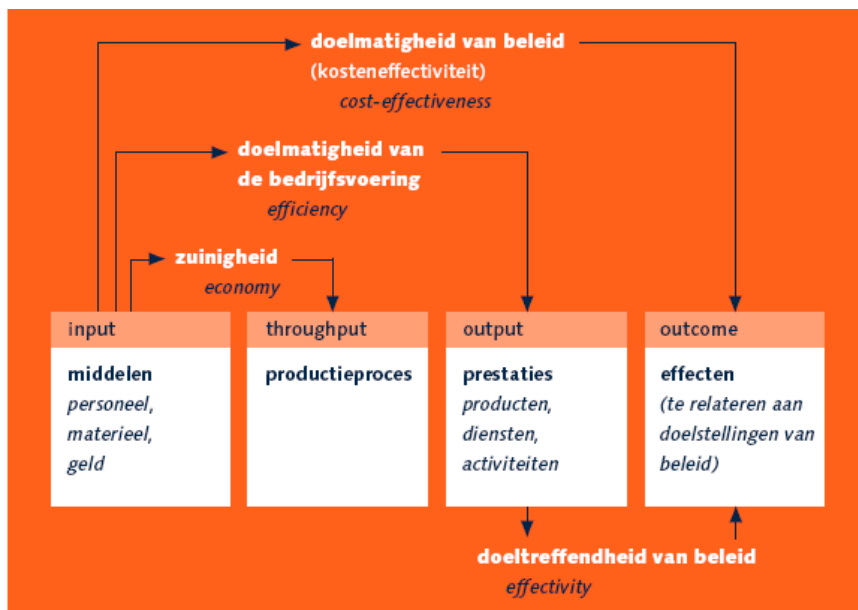 doelmatigheid van beleid
(kosteneffectiviteit)
cost-effectiveness
doelmatigheid van
de bedrijfsvoering
efficiency
zuinigheid
economy
input
middelen
personeel,
materieel,
geld
throughput
productieproces
output
prestaties
producten,
diensten,
activiteiten
outcome
effecten
(te relateren aan
doelstellingen van
beleid)
doeltreffendheid van beleid
effectivity